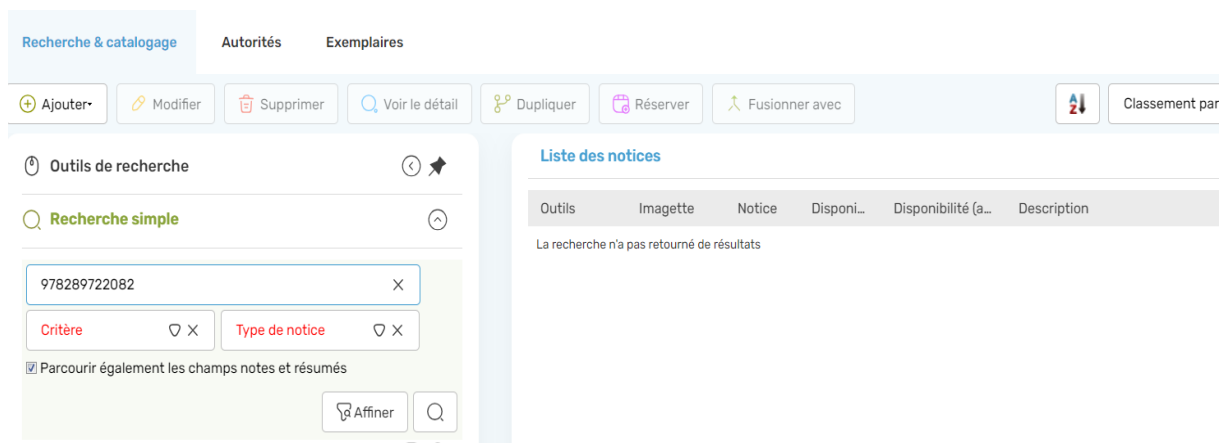 Recherche & catalogage Autorités Exemplaires
Ajouter Modifier Supprimer Voir le détail Dupliquer Réserver Fusionner avec AZ Classement par
Outils de recherche
Liste des notices
Recherche simple
Outils Imagette Notice Disponi... Disponibilité (a... Description
La recherche n'a pas retourné de résultats
978289722082
Critère Type de notice
Parcourir également les champs notes et résumés
Affiner